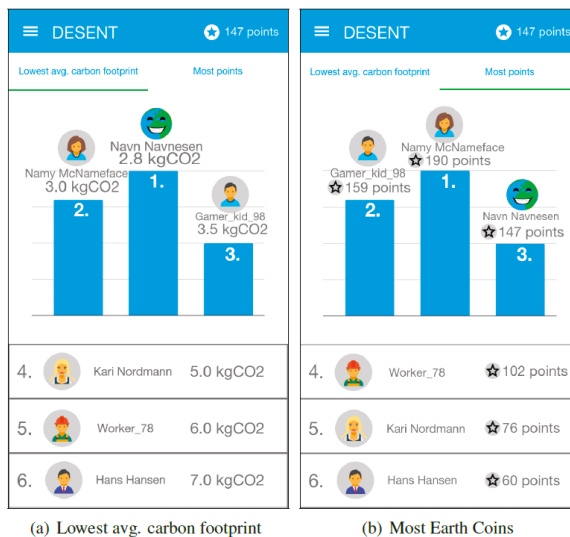 DESENT
147 points
Lowest avg. carbon footprint
Most points
Navn Navnesen
2.8 kgCO2
Namy McNameface
3.0 kgCO2
Gamer_kid_98
3.5 kgCO2
1.
2.
3.
4. Kari Nordmann 5.0 kgCO2
5. Worker_78 6.0 kgCO2
6. Hans Hansen 7.0 kgCO2
(a) Lowest avg. carbon footprint
DESENT
147 points
Lowest avg. carbon footprint
Most points
Namy McNameface
190 points
Gamer_kid_98
159 points
Navn Navnesen
147 points
1.
2.
3.
4. Worker_78 102 points
5. Kari Nordmann 76 points
6. Hans Hansen 60 points
(b) Most Earth Coins